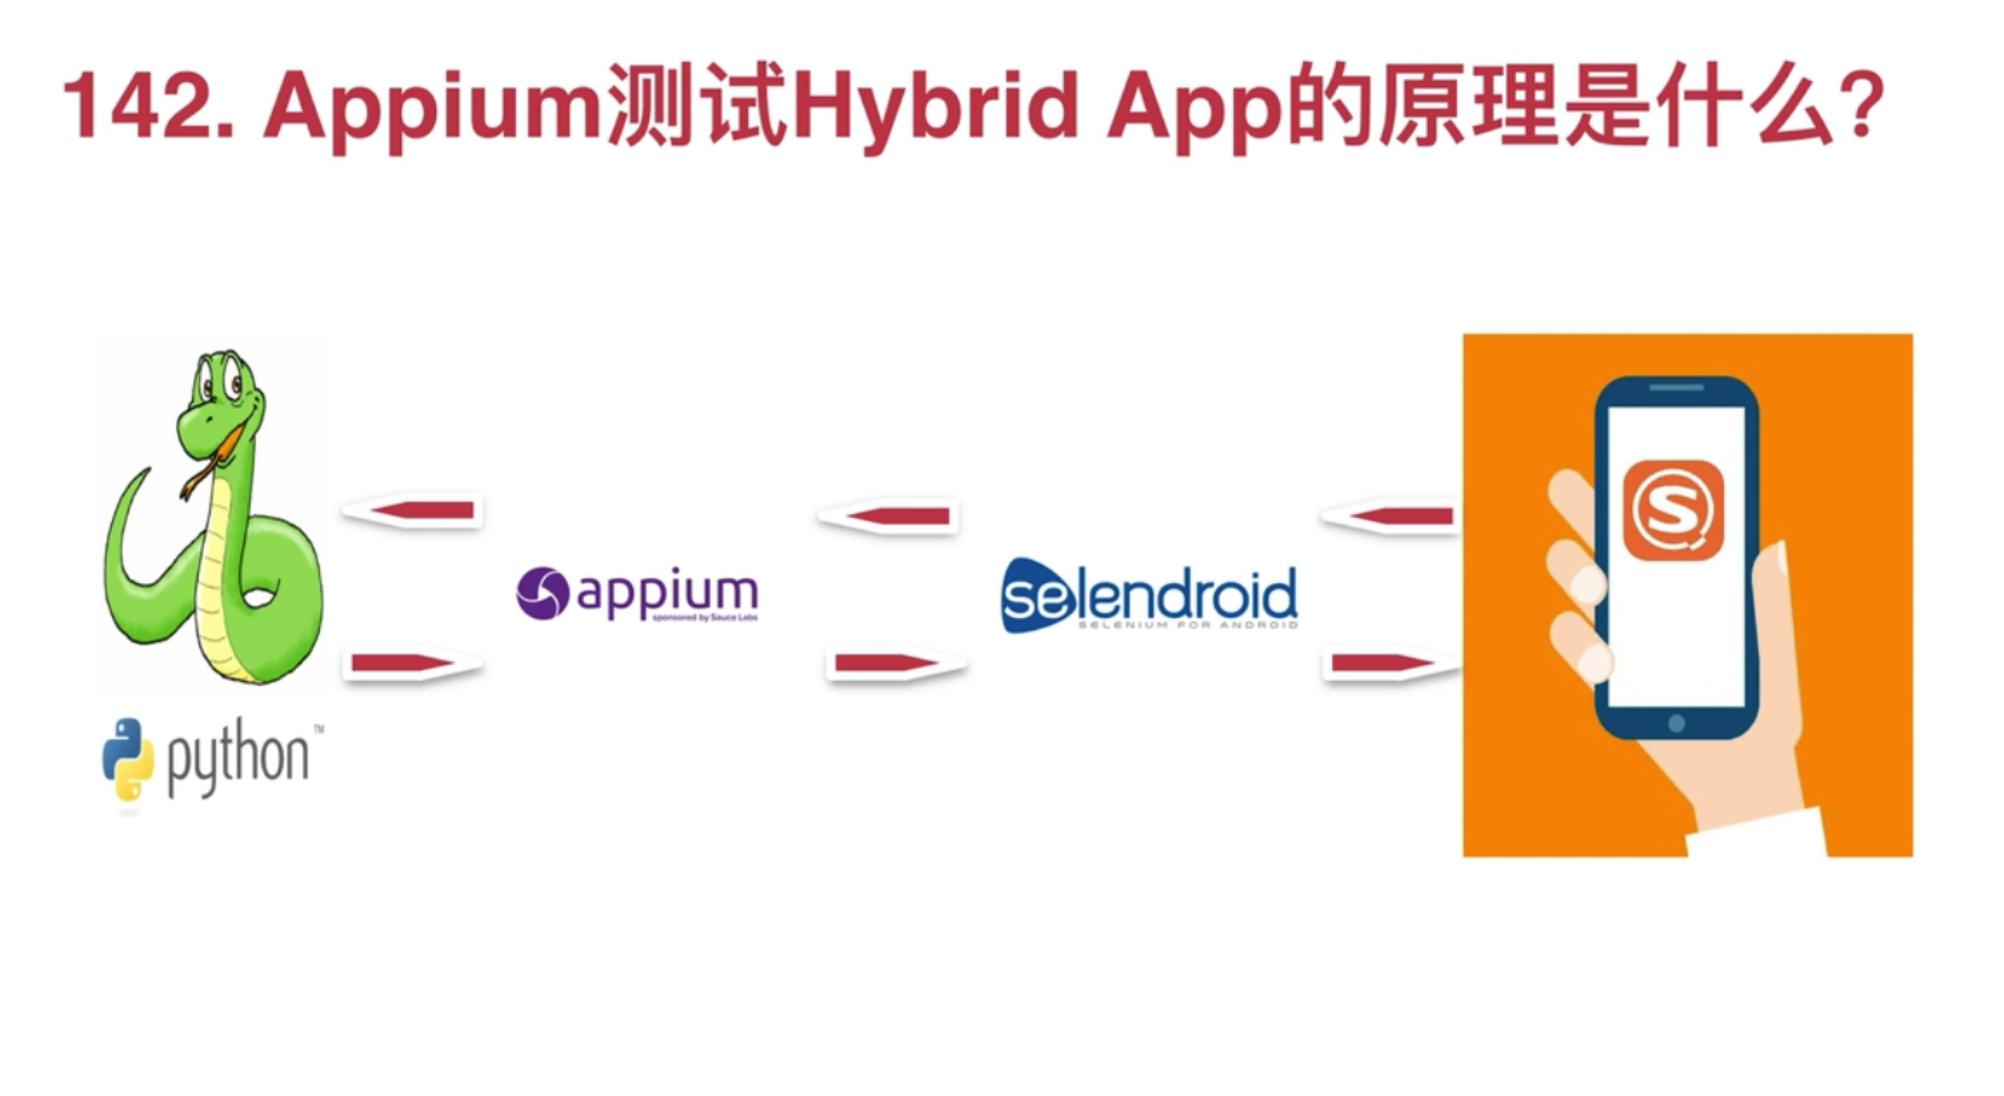 142. Appium测试Hybrid App的原理是什么?
appium
sponsored by Sauce Labs
selendroid
SELENIUM FOR ANDROID
S
python™